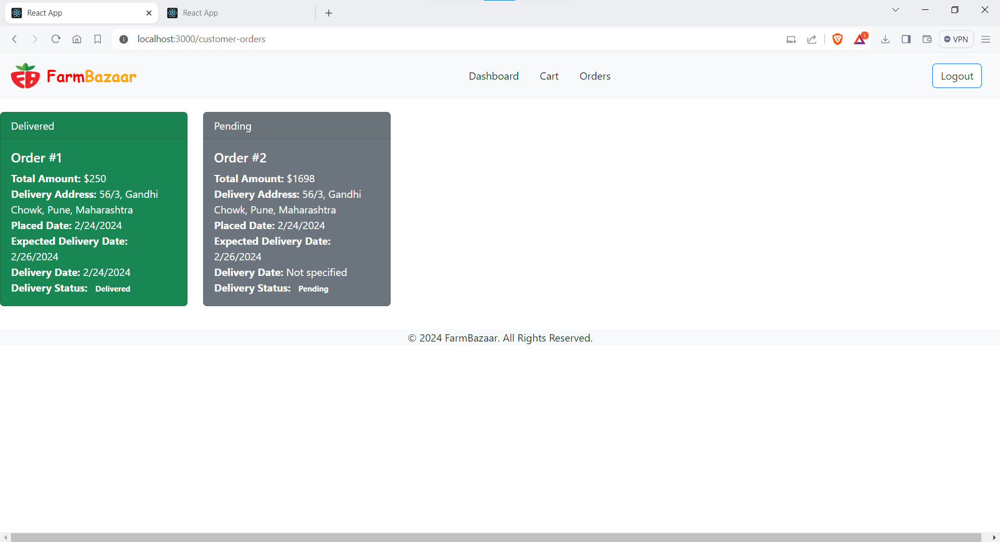 React App
React App
localhost:3000/customer-orders
1
VPN
FarmBazaar
Dashboard
Cart
Orders
Logout
Delivered
Order #1
Total Amount: $250
Delivery Address: 56/3, Gandhi
Chowk, Pune, Maharashtra
Placed Date: 2/24/2024
Expected Delivery Date:
2/26/2024
Delivery Date: 2/24/2024
Delivery Status: Delivered
Pending
Order #2
Total Amount: $1698
Delivery Address: 56/3, Gandhi
Chowk, Pune, Maharashtra
Placed Date: 2/24/2024
Expected Delivery Date:
2/26/2024
Delivery Date: Not specified
Delivery Status: Pending
© 2024 FarmBazaar. All Rights Reserved.